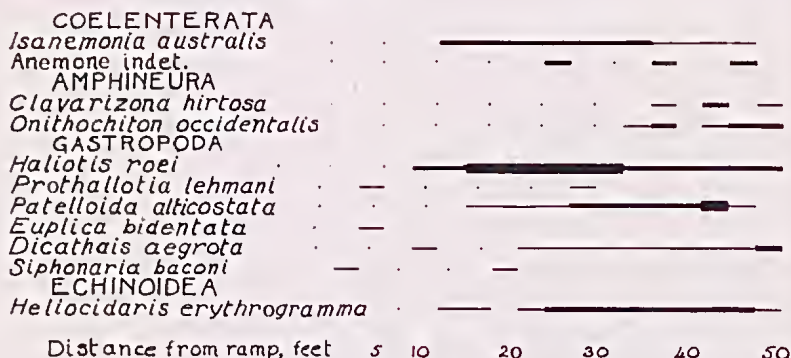 COELENTERATA
Isanemonia australis
Anemone indet.
AMPHINEURA
Clavarizona hirtosa
Onithochiton occidentalis
GASTROPODA
Haliotis roei
Prothallotia lehmani
Patelloida alticostata
Euplica bidentata
Dicathais aegrota
Siphonaria baconi
ECHINOIDEA
Heliocidaris erythrogramma
Distance from ramp, feet 5 10 20 30 40 50